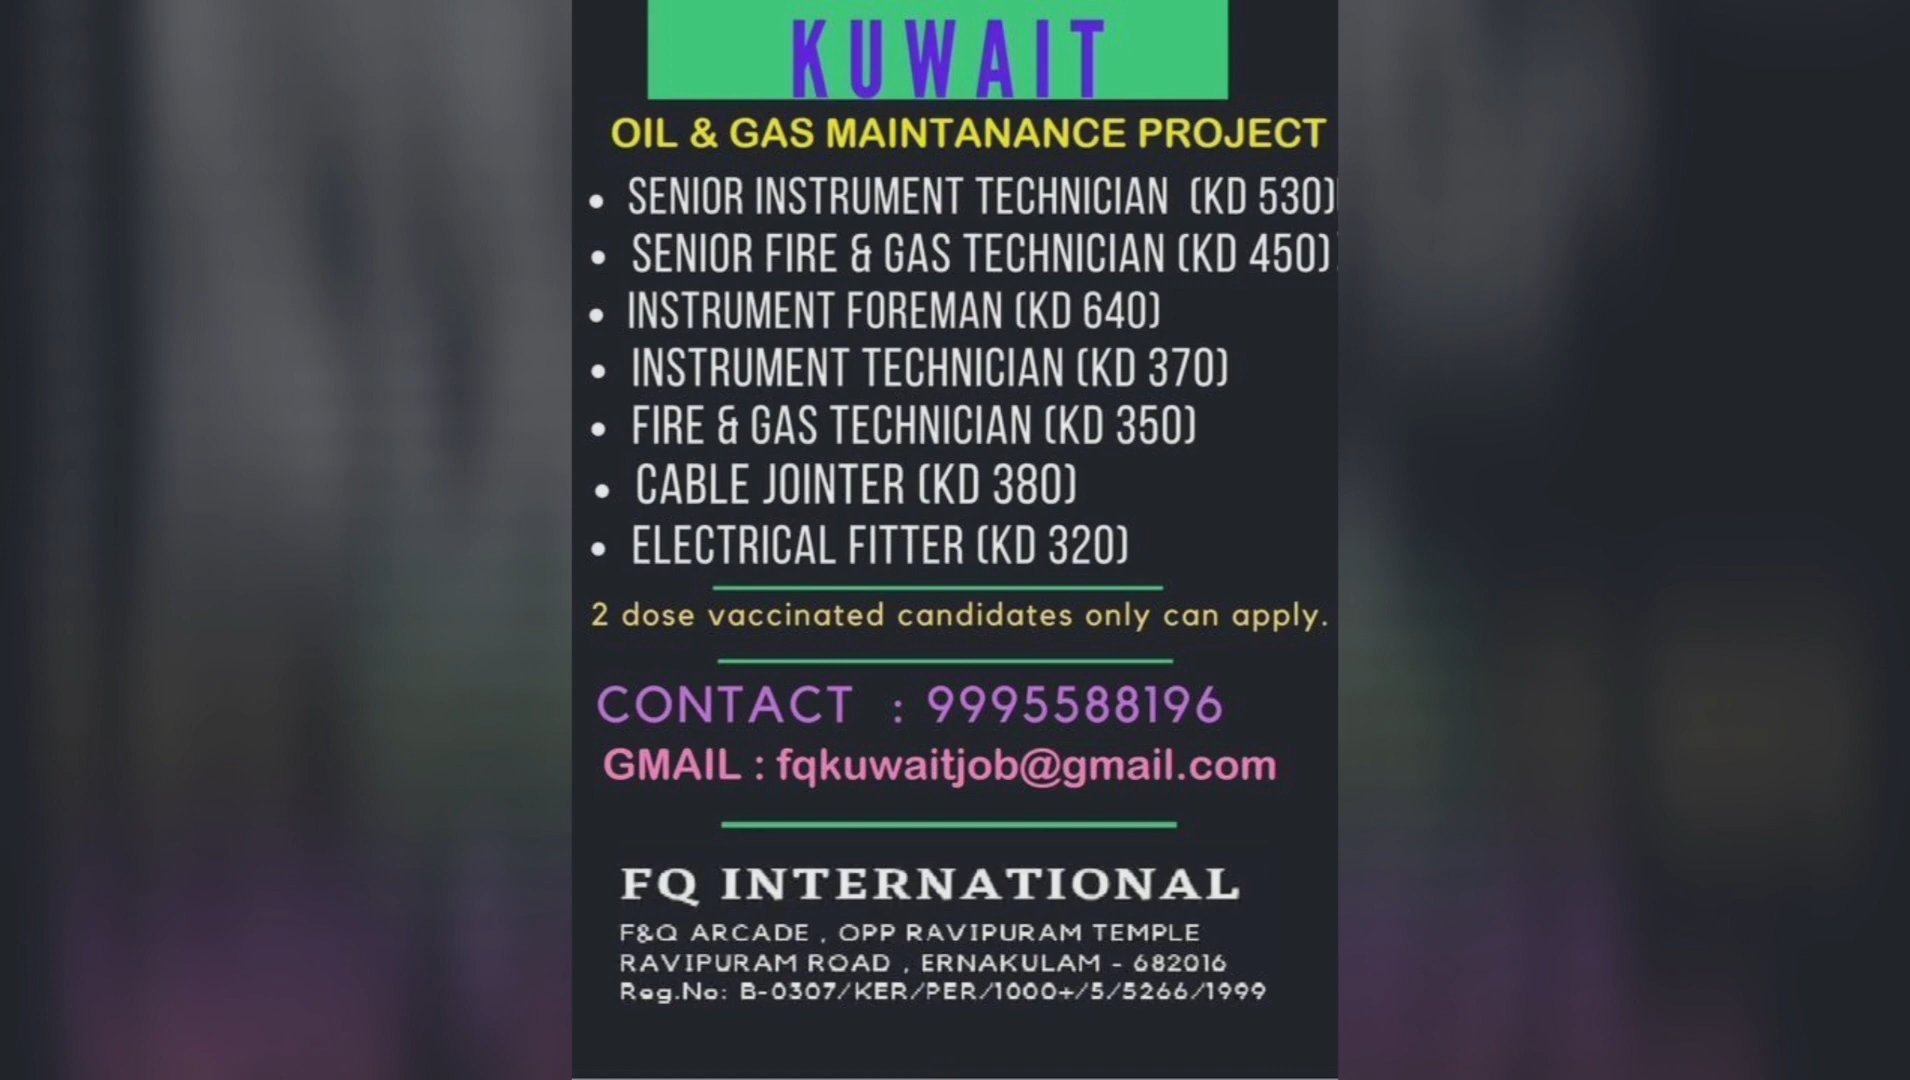 KUWAIT
OIL & GAS MAINTANANCE PROJECT
• SENIOR INSTRUMENT TECHNICIAN (KD 530)
• SENIOR FIRE & GAS TECHNICIAN (KD 450)
• INSTRUMENT FOREMAN (KD 640)
• INSTRUMENT TECHNICIAN (KD 370)
• FIRE & GAS TECHNICIAN (KD 350)
• CABLE JOINTER (KD 380)
• ELECTRICAL FITTER (KD 320)
2 dose vaccinated candidates only can apply.
CONTACT : 9995588196
GMAIL : fqkuwaitjob@gmail.com
FQ INTERNATIONAL
F&Q ARCADE , OPP RAVIPURAM TEMPLE
RAVIPURAM ROAD , ERNAKULAM - 682016
Reg.No: B-0307/KER/PER/1000+/5/5266/1999